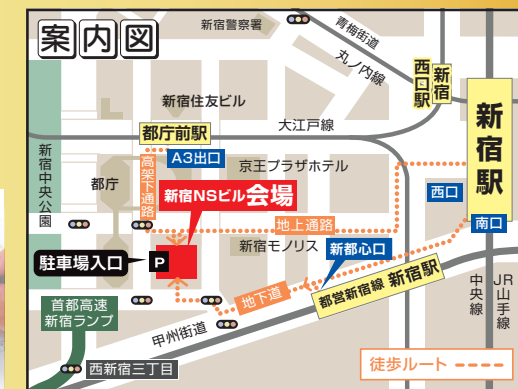 案内図
新宿警察署
青梅街道
丸ノ内線
新宿
西口駅
新宿住友ビル
大江戸線
都庁前駅
A3出口
新宿駅
新宿中央公園
高架下通路
京王プラザホテル
都庁
新宿NSビル会場
西口
地上通路
南口
新宿モノリス
新都心口
駐車場入口
P
都営新宿線 新宿駅
地下道
首都高速
新宿ランプ
甲州街道
中央線
JR山手線
西新宿三丁目
徒歩ルート